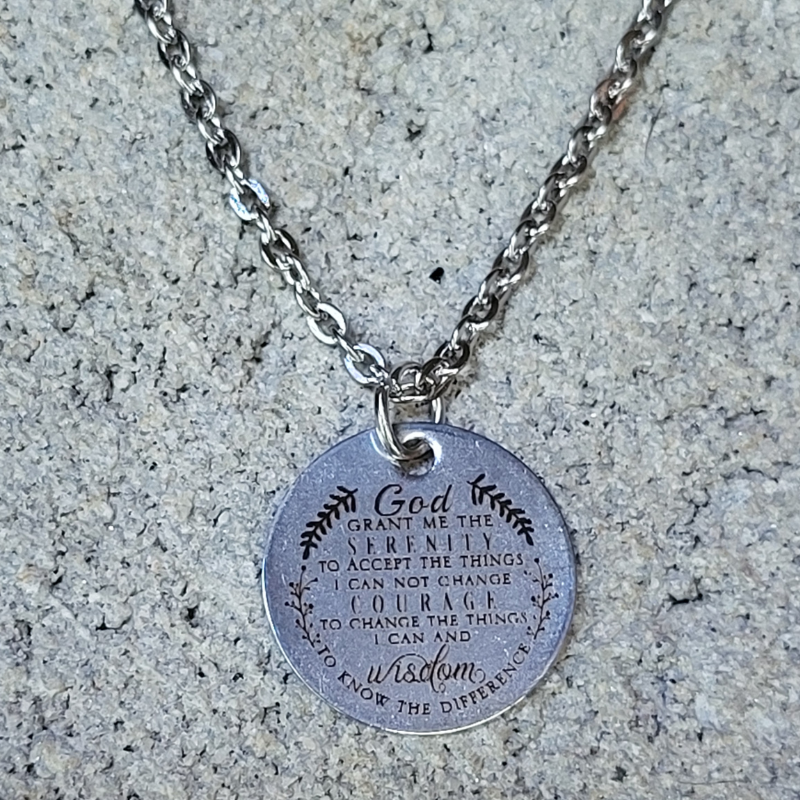 God
GRANT ME THE
SERENITY
TO ACCEPT THE THINGS
I CAN NOT CHANGE
COURAGE
TO CHANGE THE THINGS
I CAN AND
wisdom
TO KNOW THE DIFFERENCE